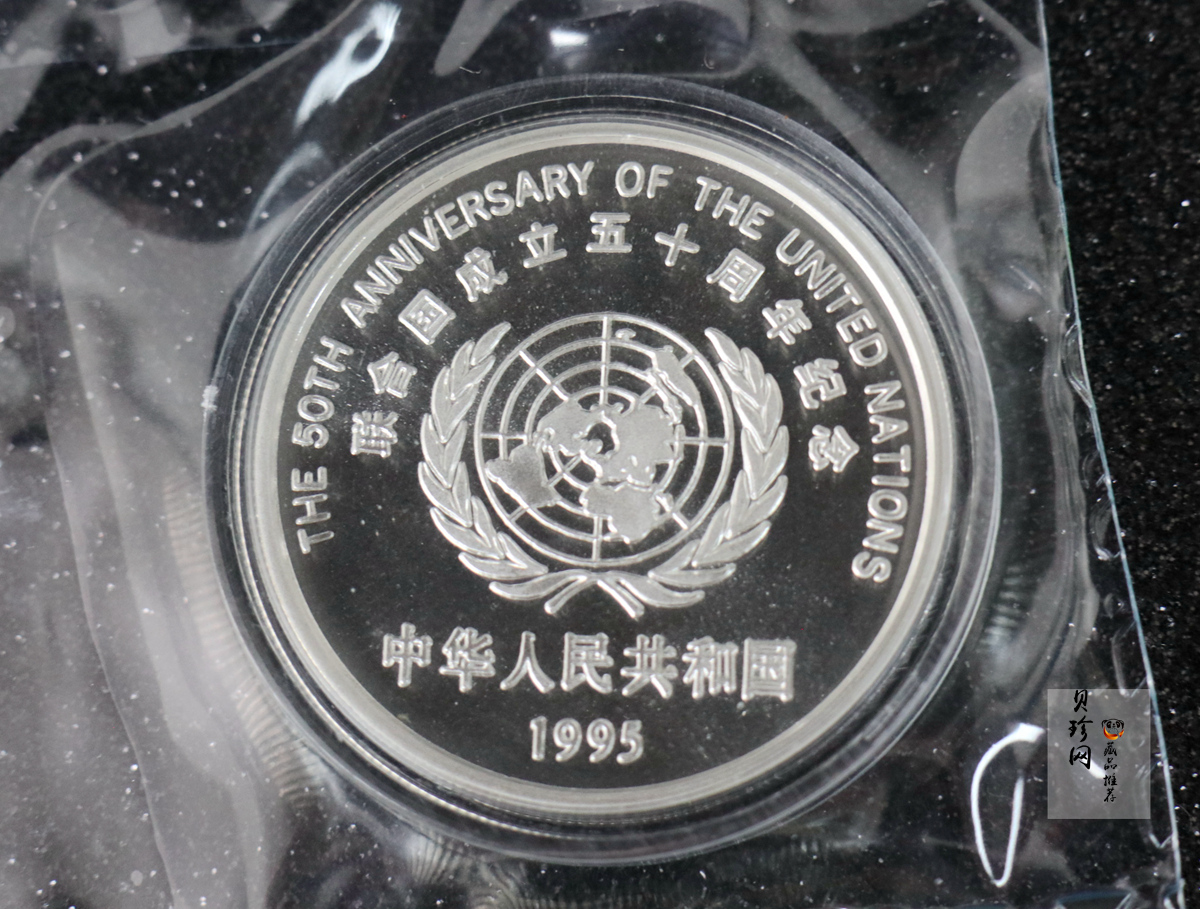 THE 50TH ANNIVERSARY OF THE UNITED NATIONS
联合国成立五十周年纪念
中华人民共和国
1995
贝珍网
藏品推荐